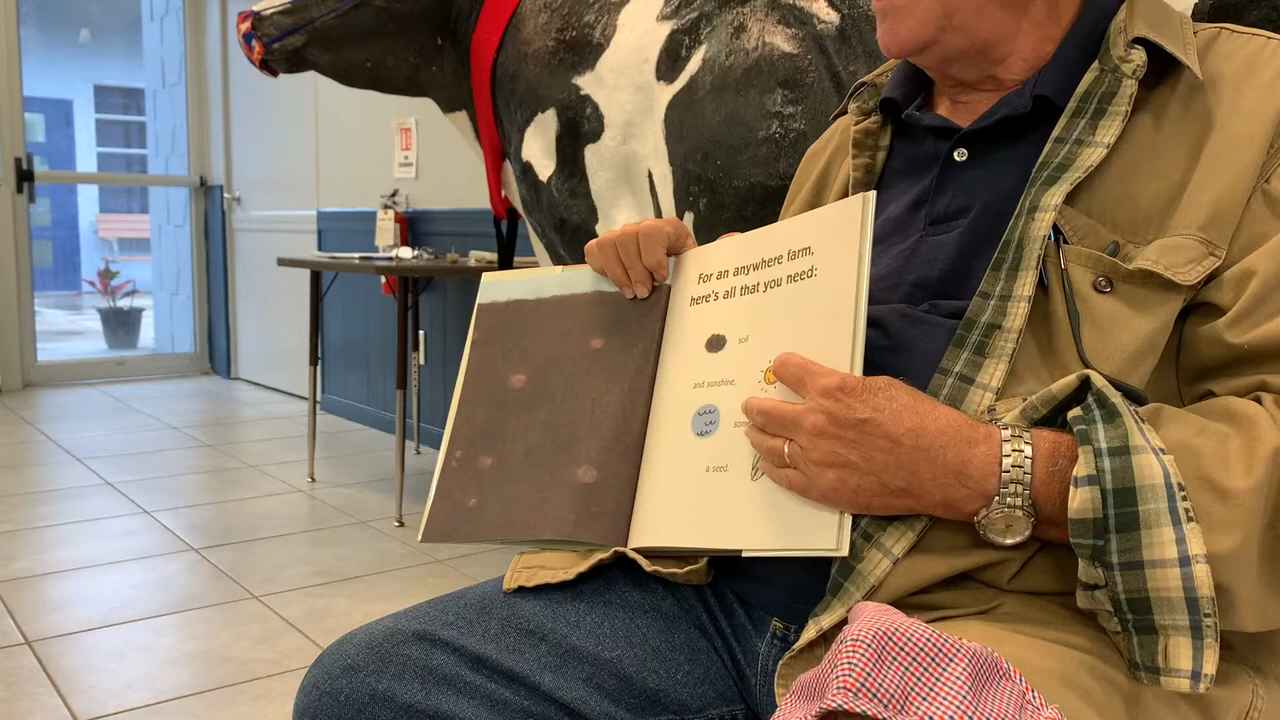 For an anywhere farm,
here's all that you need:
soil
and sunshine,
a seed.